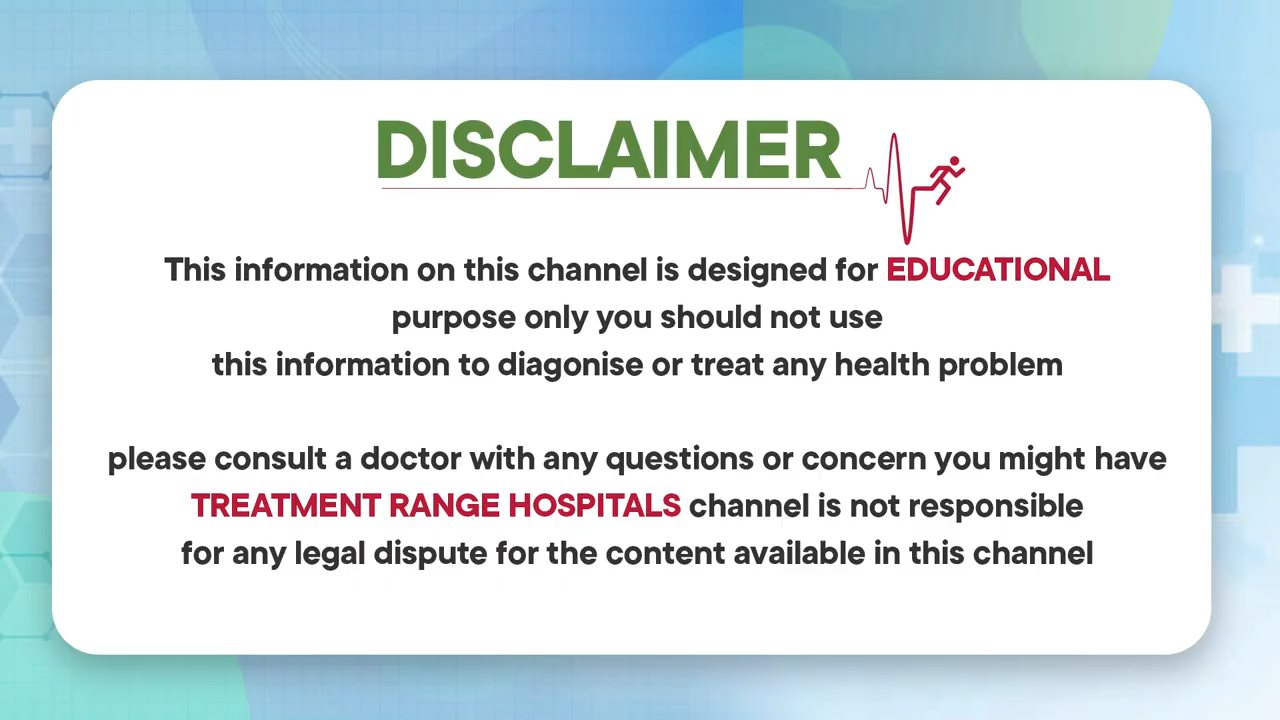 DISCLAIMER
This information on this channel is designed for EDUCATIONAL
purpose only you should not use
this information to diagonise or treat any health problem
please consult a doctor with any questions or concern you might have
TREATMENT RANGE HOSPITALS channel is not responsible
for any legal dispute for the content available in this channel